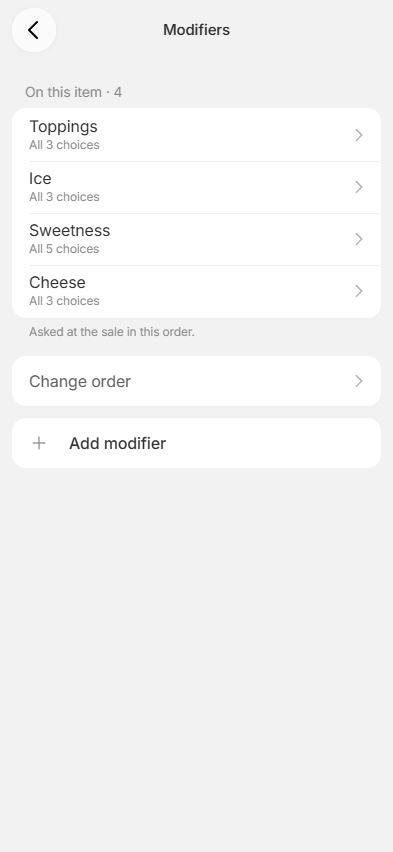 Modifiers
On this item · 4
Toppings
All 3 choices
Ice
All 3 choices
Sweetness
All 5 choices
Cheese
All 3 choices
Asked at the sale in this order.
Change order
Add modifier